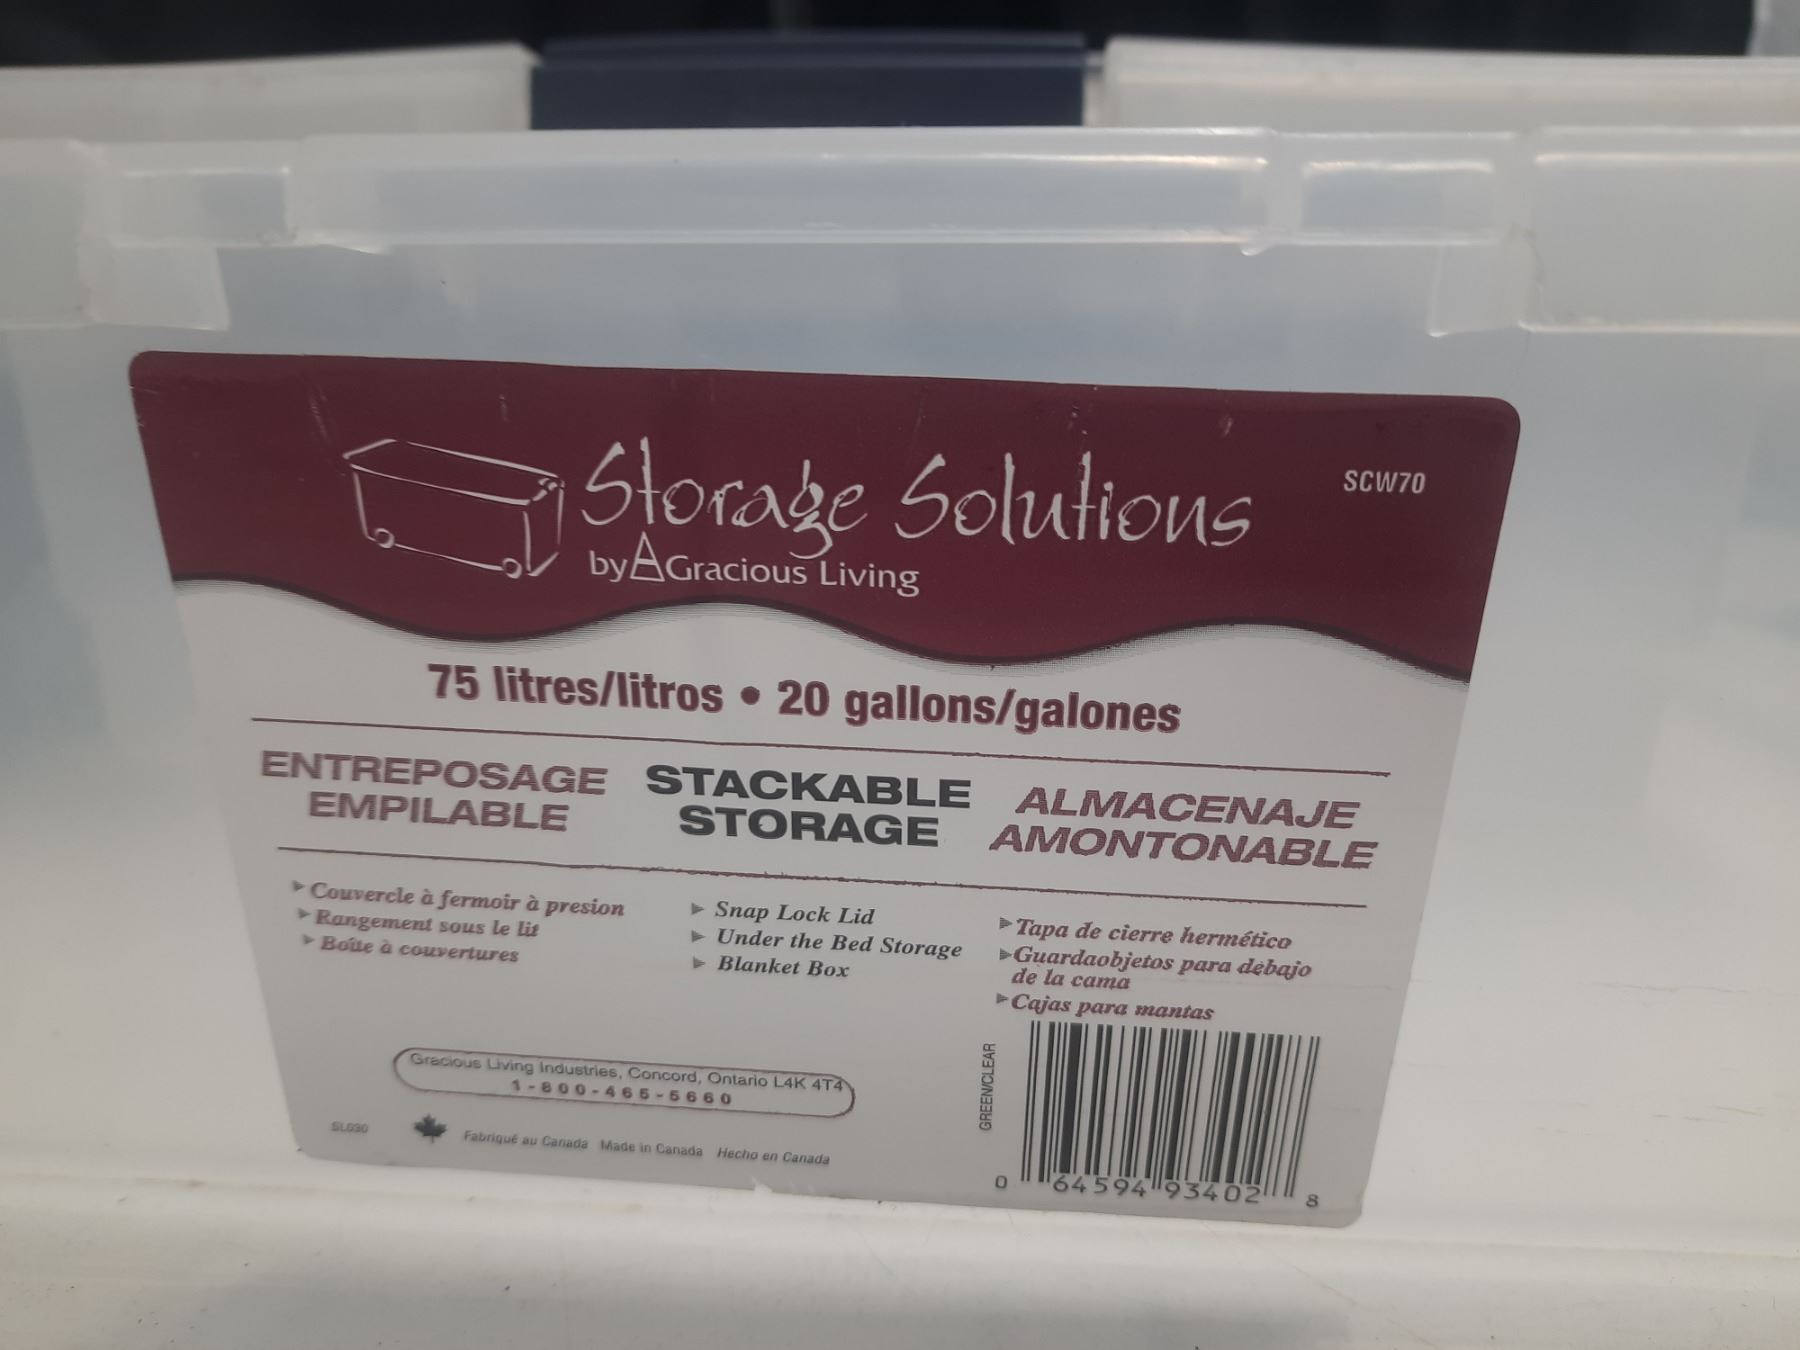 Storage Solutions
SCW70
by Gracious Living
75 litres/litros • 20 gallons/galones
ENTREPOSAGE
EMPILABLE
STACKABLE
STORAGE
ALMACENAJE
AMONTONABLE
Couvercle à fermoir à presion
Rangement sous le lit
Boîte à couvertures
Snap Lock Lid
Under the Bed Storage
Blanket Box
Tapa de cierre hermético
Guardaobjetos para debajo
de la cama
Cajas para mantas
Gracious Living Industries, Concord, Ontario L4K 4T4
1-800-465-5660
SL030
Fabriqué au Canada Made in Canada Hecho en Canada
GREEN/CLEAR
0 64594 93402 8